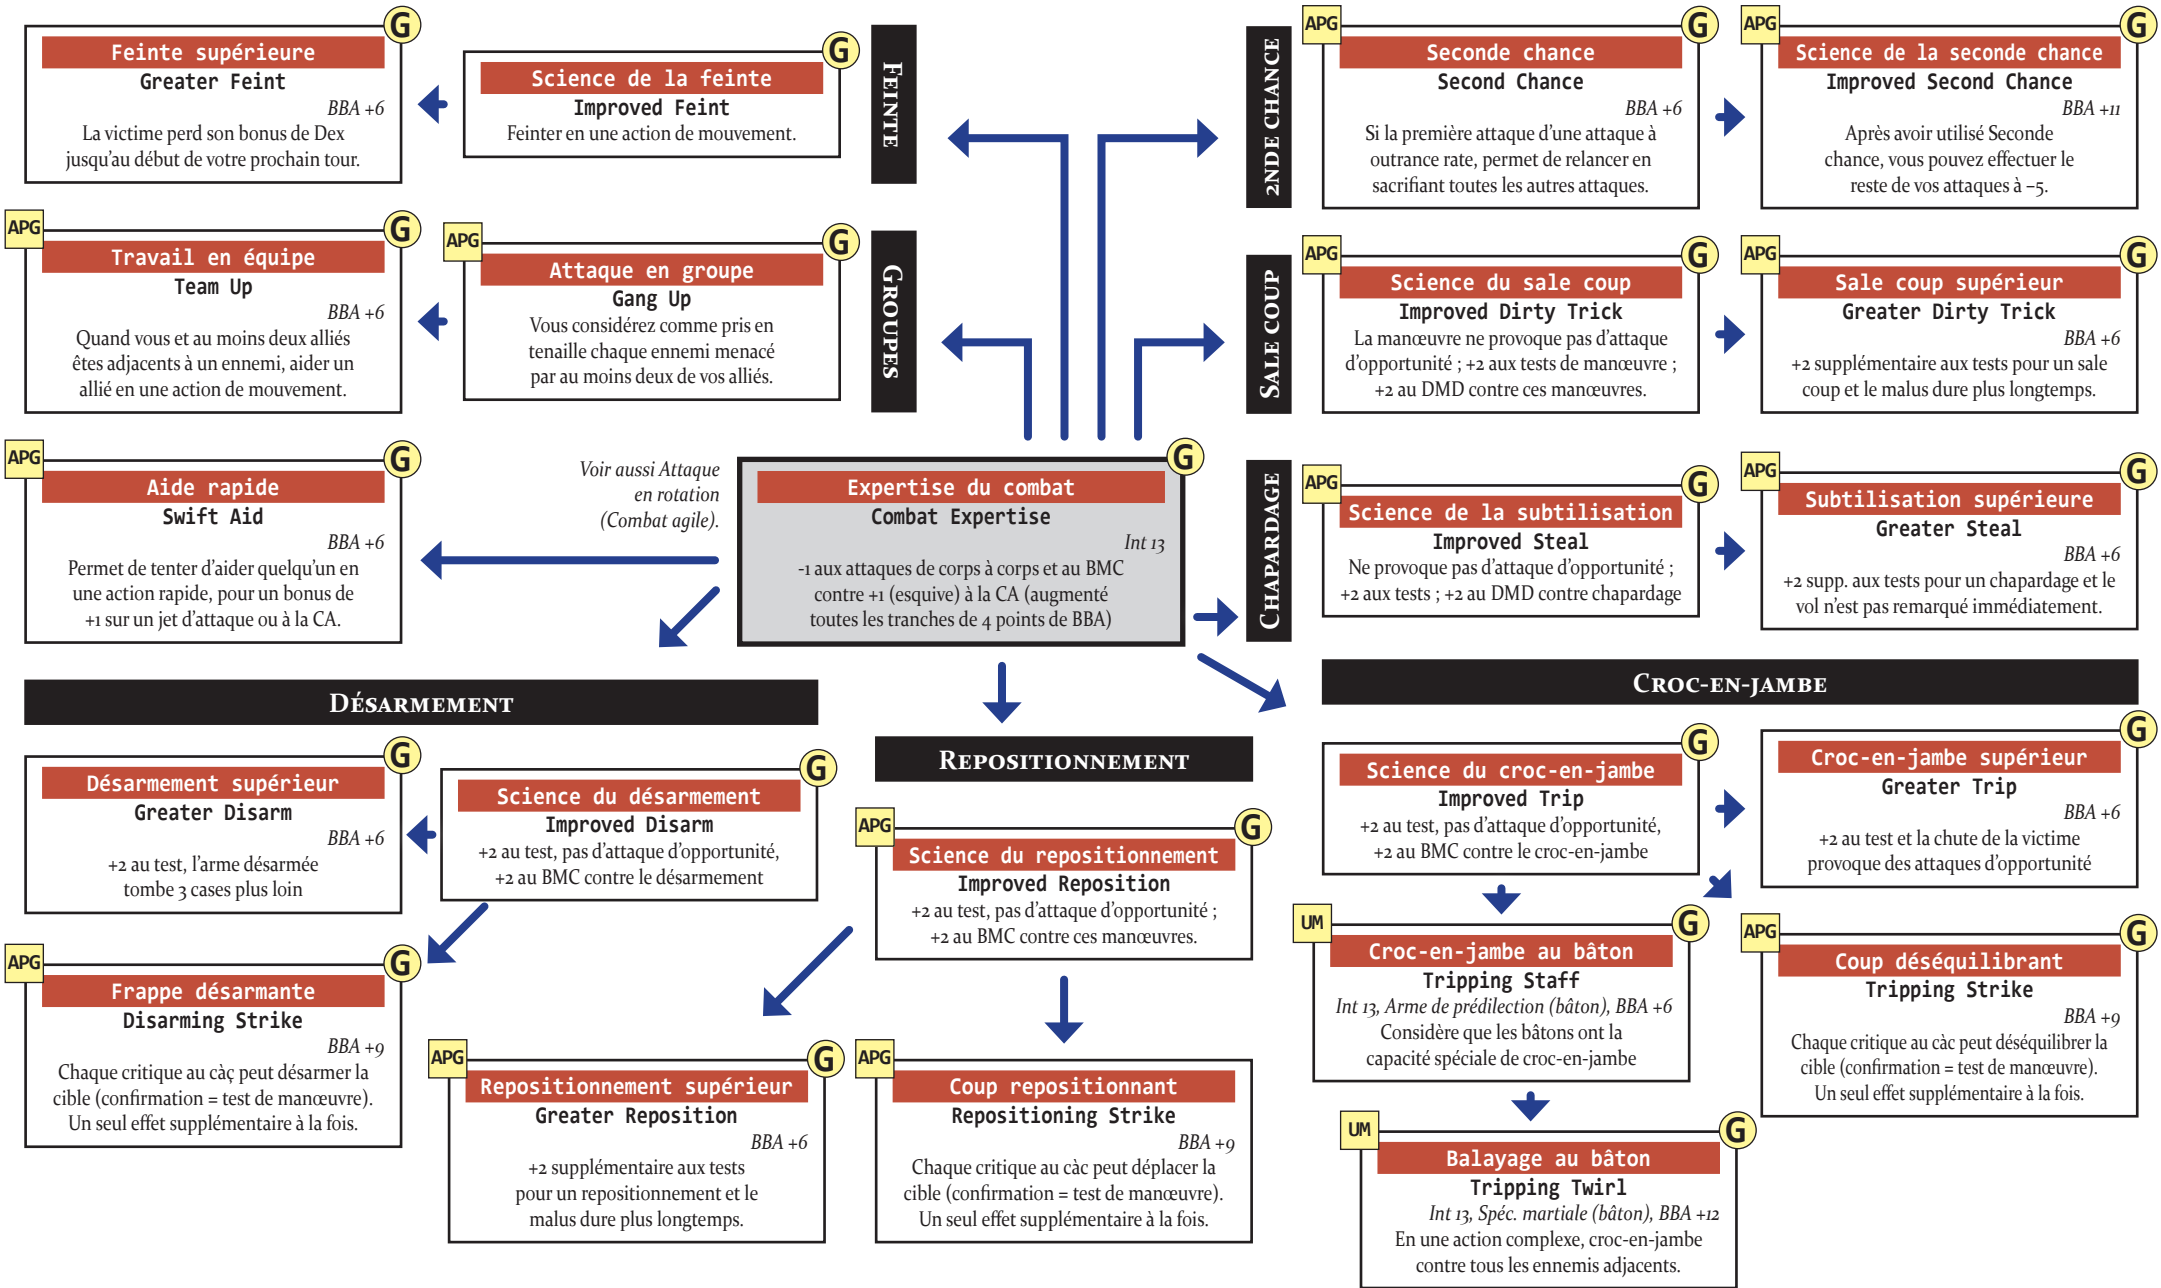 G
Feinte supérieure
Greater Feint
BBA +6
La victime perd son bonus de Dex
jusqu'au début de votre prochain tour.
G
Science de la feinte
Improved Feint
Feinter en une action de mouvement.
Feinte
2nde chance
APG
G
Seconde chance
Second Chance
BBA +6
Si la première attaque d'une attaque à
outrance rate, permet de relancer en
sacrifiant toutes les autres attaques.
APG
G
Science de la seconde chance
Improved Second Chance
BBA +11
Après avoir utilisé Seconde
chance, vous pouvez effectuer le
reste de vos attaques à –5.
APG
G
Travail en équipe
Team Up
BBA +6
Quand vous et au moins deux alliés
êtes adjacents à un ennemi, aider un
allié en une action de mouvement.
APG
G
Attaque en groupe
Gang Up
Vous considérez comme pris en
tenaille chaque ennemi menacé
par au moins deux de vos alliés.
Groupes
Sale coup
APG
G
Science du sale coup
Improved Dirty Trick
La manœuvre ne provoque pas d'attaque
d'opportunité ; +2 aux tests de manœuvre ;
+2 au DMD contre ces manœuvres.
APG
G
Sale coup supérieur
Greater Dirty Trick
BBA +6
+2 supplémentaire aux tests pour un sale
coup et le malus dure plus longtemps.
APG
G
Aide rapide
Swift Aid
BBA +6
Permet de tenter d'aider quelqu'un en
une action rapide, pour un bonus de
+1 sur un jet d'attaque ou à la CA.
Voir aussi Attaque
en rotation
(Combat agile).
G
Expertise du combat
Combat Expertise
Int 13
-1 aux attaques de corps à corps et au BMC
contre +1 (esquive) à la CA (augmenté
toutes les tranches de 4 points de BBA)
Chapardage
APG
G
Science de la subtilisation
Improved Steal
Ne provoque pas d'attaque d'opportunité ;
+2 aux tests ; +2 au DMD contre chapardage
APG
G
Subtilisation supérieure
Greater Steal
BBA +6
+2 supp. aux tests pour un chapardage et le
vol n'est pas remarqué immédiatement.
Désarmement
G
Désarmement supérieur
Greater Disarm
BBA +6
+2 au test, l'arme désarmée
tombe 3 cases plus loin
G
Science du désarmement
Improved Disarm
+2 au test, pas d'attaque d'opportunité,
+2 au BMC contre le désarmement
APG
G
Frappe désarmante
Disarming Strike
BBA +9
Chaque critique au càç peut désarmer la
cible (confirmation = test de manœuvre).
Un seul effet supplémentaire à la fois.
Repositionnement
APG
G
Science du repositionnement
Improved Reposition
+2 au test, pas d'attaque d'opportunité ;
+2 au BMC contre ces manœuvres.
APG
G
Repositionnement supérieur
Greater Reposition
BBA +6
+2 supplémentaire aux tests
pour un repositionnement et le
malus dure plus longtemps.
APG
Coup repositionnant
Repositioning Strike
BBA +9
Chaque critique au càc peut déplacer la
cible (confirmation = test de manœuvre).
Un seul effet supplémentaire à la fois.
Croc-en-jambe
G
Science du croc-en-jambe
Improved Trip
+2 au test, pas d'attaque d'opportunité,
+2 au BMC contre le croc-en-jambe
G
Croc-en-jambe supérieur
Greater Trip
BBA +6
+2 au test et la chute de la victime
provoque des attaques d'opportunité
UM
G
Croc-en-jambe au bâton
Tripping Staff
Int 13, Arme de prédilection (bâton), BBA +6
Considère que les bâtons ont la
capacité spéciale de croc-en-jambe
APG
G
Coup déséquilibrant
Tripping Strike
BBA +9
Chaque critique au càc peut déséquilibrer la
cible (confirmation = test de manœuvre).
Un seul effet supplémentaire à la fois.
UM
G
Balayage au bâton
Tripping Twirl
Int 13, Spéc. martiale (bâton), BBA +12
En une action complexe, croc-en-jambe
contre tous les ennemis adjacents.